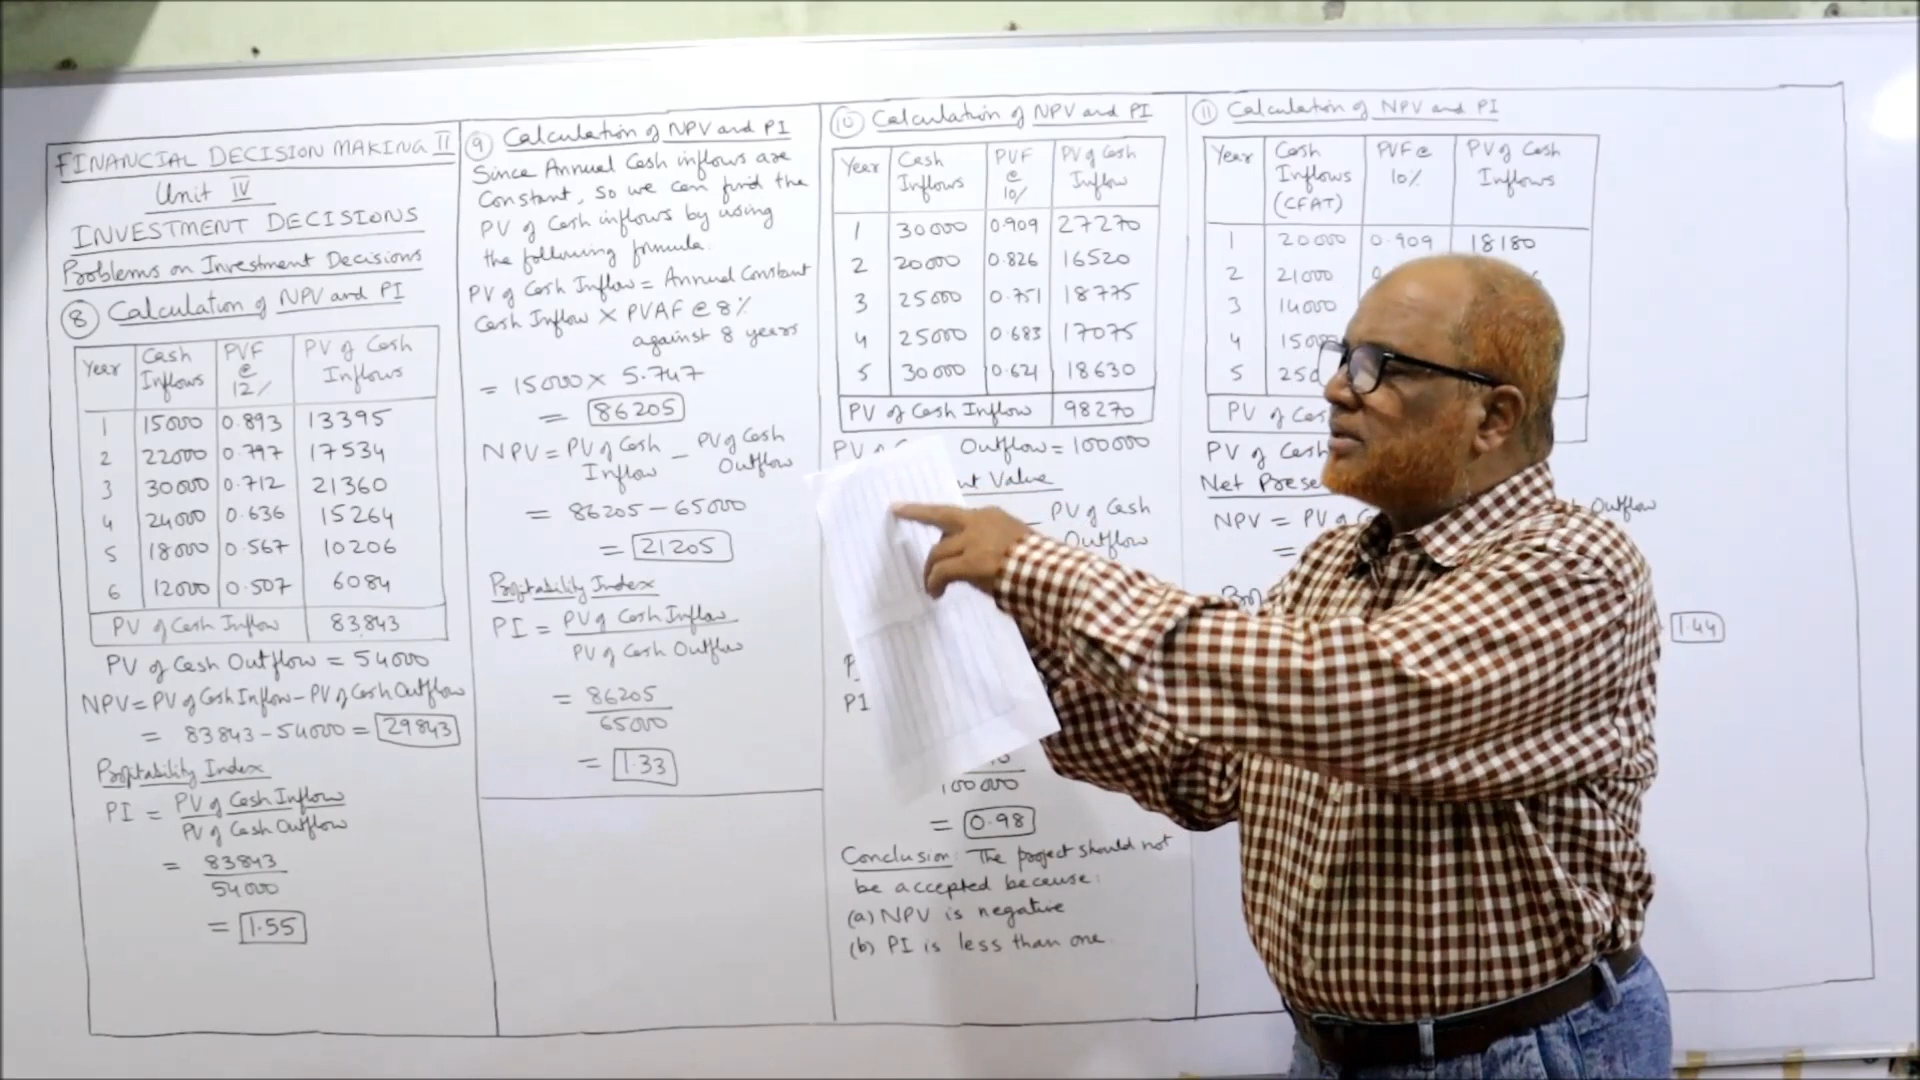 FINANCIAL DECISION MAKING II
Unit IV
INVESTMENT DECISIONS
Problems on Investment Decisions
8 Calculation of NPV and PI
Year Cash Inflows PVF @ 12% PV of Cash Inflows
1 15000 0.893 13395
2 22000 0.797 17534
3 30000 0.712 21360
4 24000 0.636 15264
5 18000 0.567 10206
6 12000 0.507 6084
PV of Cash Inflow 83,843
PV of Cash Outflow = 54000
NPV = PV of Cash Inflow - PV of Cash Outflow
= 83843 - 54000 = 29843
Profitability Index
PI = PV of Cash Inflow
PV of Cash Outflow
= 83843
54000
= 1.55
9 Calculation of NPV and PI
Since Annual Cash inflows are
Constant, so we can find the
PV of Cash inflows by using
the following formula.
PV of Cash Inflow = Annual Constant
Cash Inflow X PVAF @ 8%
against 8 years
= 15000 x 5.747
= 86205
NPV = PV of Cash Inflow - PV of Cash Outflow
= 86205 - 65000
= 21205
Profitability Index
PI = PV of Cash Inflow
PV of Cash Outflow
= 86205
65000
= 1.33
10 Calculation of NPV and PI
Year Cash Inflows PVF @ 10% PV of Cash Inflow
1 30000 0.909 27270
2 20000 0.826 16520
3 25000 0.751 18775
4 25000 0.683 17075
5 30000 0.621 18630
PV of Cash Inflow 98270
PV of Outflow = 100000
Value
- PV of Cash
Outflow
PI
100000
= 0.98
Conclusion: The project should not
be accepted because:
(a) NPV is negative
(b) PI is less than one.
11 Calculation of NPV and PI
Year Cash Inflows (CFAT) PVF @ 10% PV of Cash Inflows
1 20000 0.909 18180
2 21000
3 14000
4
5
PV of
PV of Cash
Net
NPV = PV of Outflow
=
1.44